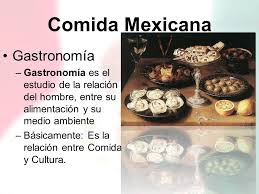 Comida Mexicana
• Gastronomía
– Gastronomía es el
estudio de la relación
del hombre, entre su
alimentación y su
medio ambiente
– Básicamente: Es la
relación entre Comida
y Cultura.